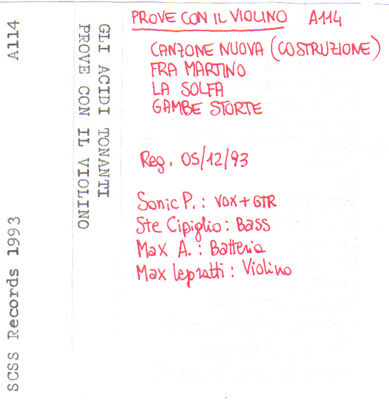 SCSS Records 1993 A114
GLI ACIDI TONANTI
PROVE CON IL VIOLINO
PROVE CON IL VIOLINO A114
CANZONE NUOVA (COSTRUZIONE)
FRA MARTINO
LA SOLFA
GAMBE STORTE
Reg. 05/12/93
Sonic P.: VOX + GTR
Ste Cipiglio: Bass
Max A.: Batteria
Max Lepratti: Violino